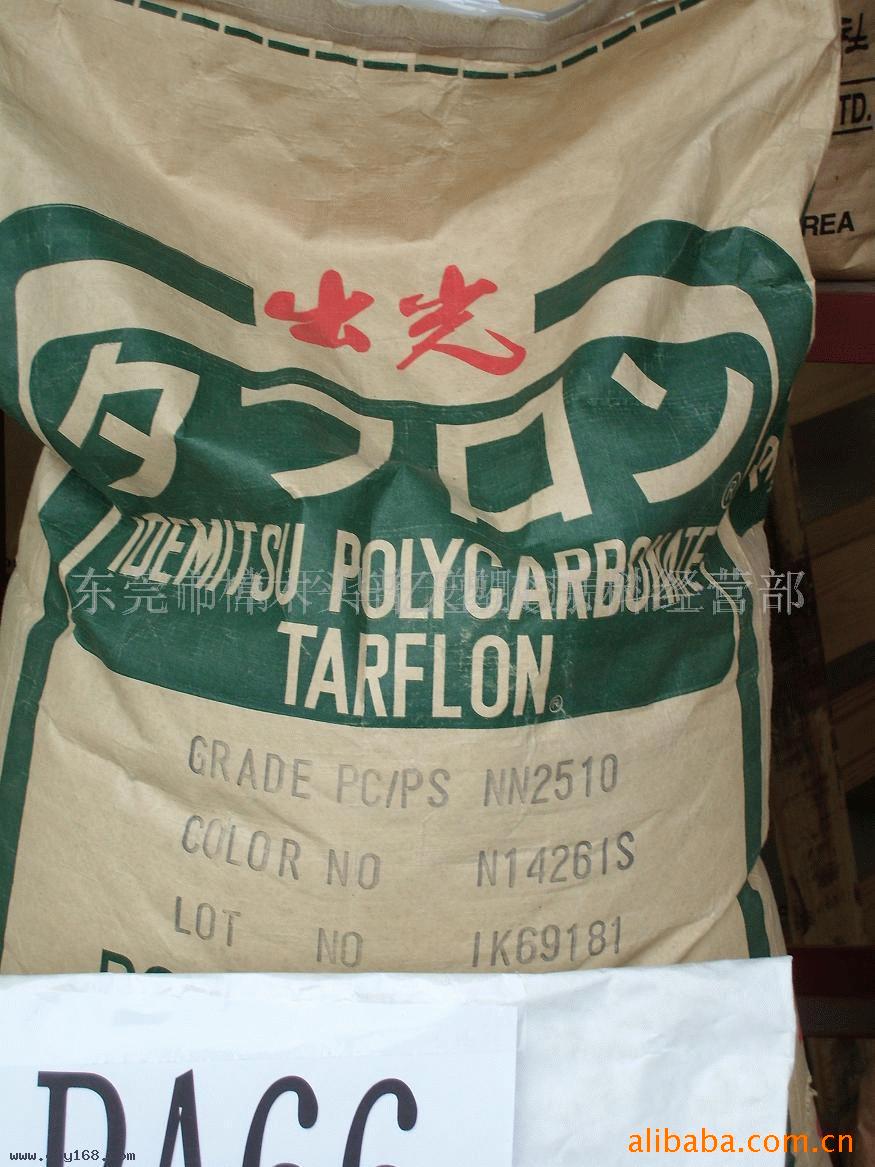 TD.
REA
出光
タフロン®
IDEMITSU POLYCARBONATE
TARFLON®
GRADE PC/PS NN2510
COLOR NO N14261S
LOT NO 1K69181
PA66
alibaba.com.cn